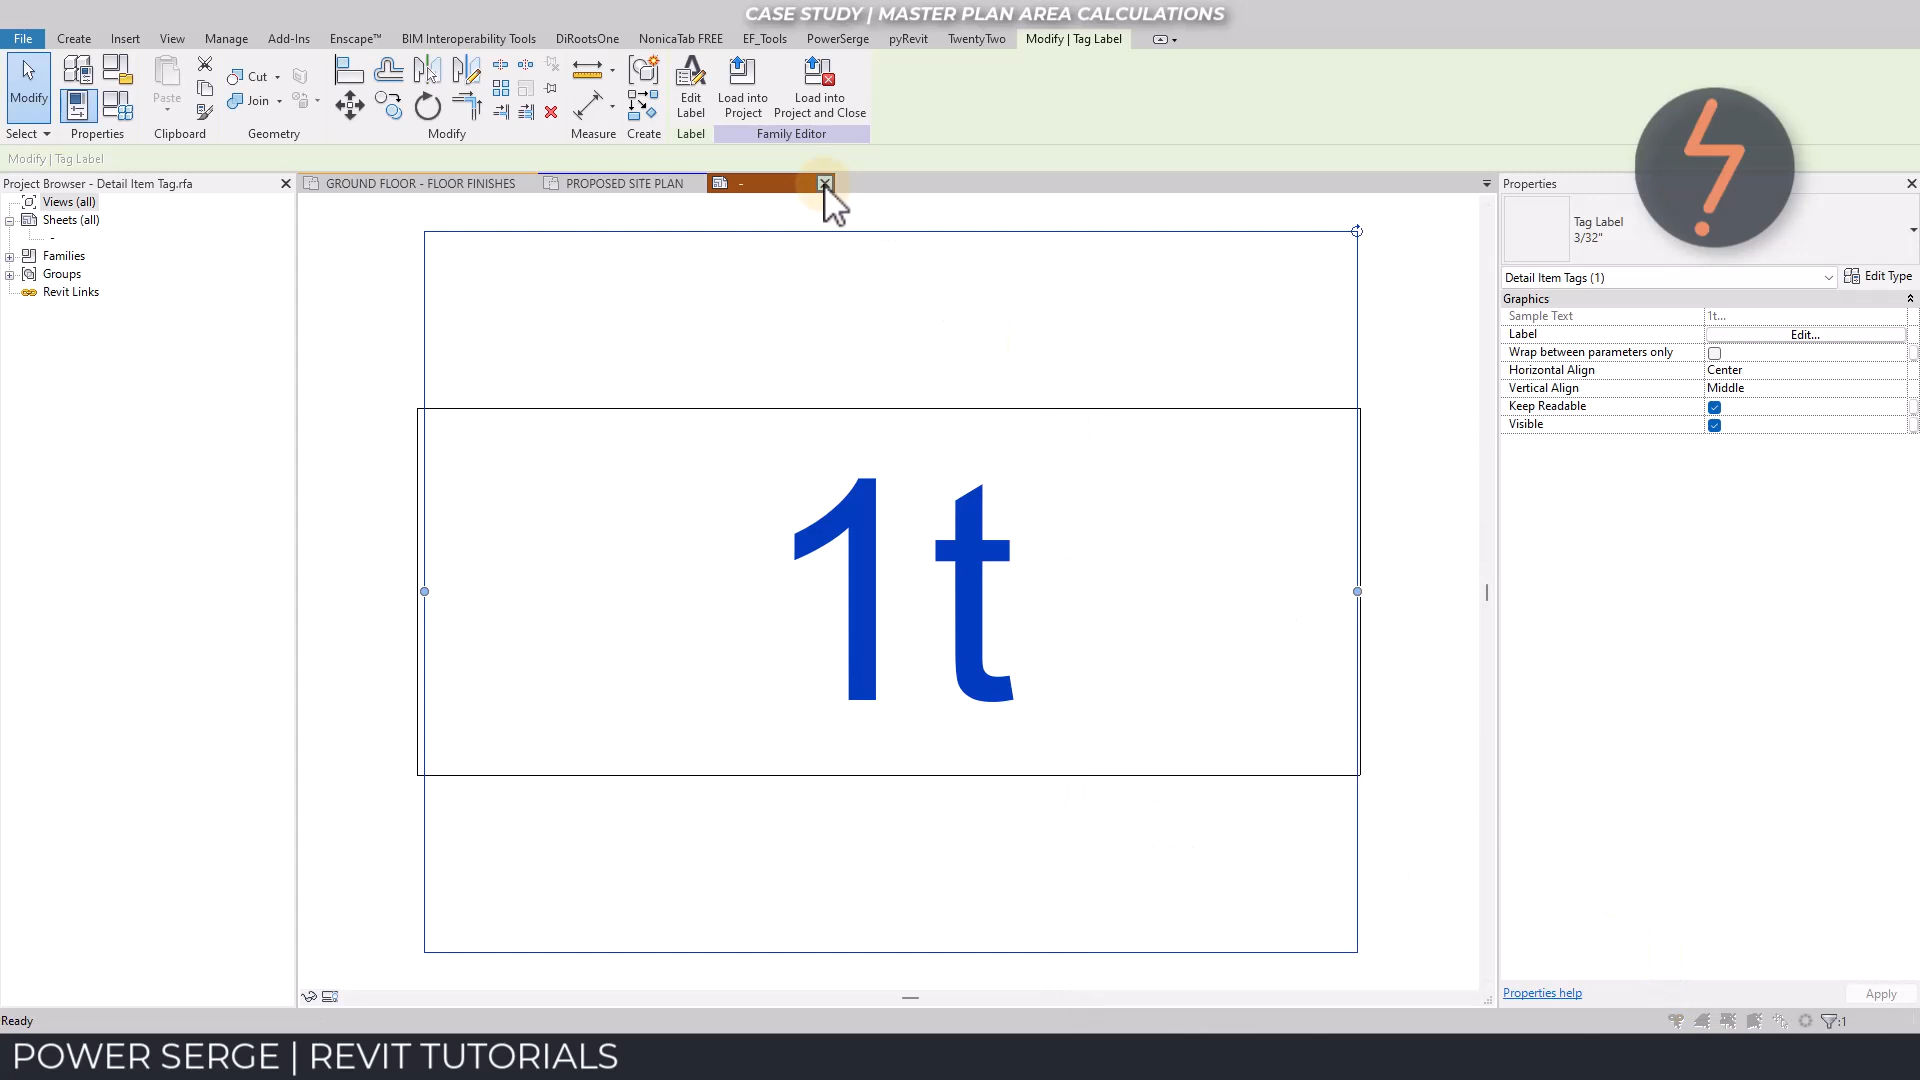 CASE STUDY | MASTER PLAN AREA CALCULATIONS
File Create Insert View Manage Add-Ins Enscape™ BIM Interoperability Tools DiRootsOne NonicaTab FREE EF_Tools PowerSerge pyRevit TwentyTwo Modify | Tag Label
Modify Paste Cut Join Edit Label Load into Project Load into Project and Close
Select Properties Clipboard Geometry Modify Measure Create Label Family Editor
Modify | Tag Label
Project Browser - Detail Item Tag.rfa
GROUND FLOOR - FLOOR FINISHES PROPOSED SITE PLAN -
Properties
Views (all)
Sheets (all)
-
Families
Groups
Revit Links
Tag Label
3/32"
Detail Item Tags (1) Edit Type
Graphics
Sample Text 1t...
Label Edit...
Wrap between parameters only
Horizontal Align Center
Vertical Align Middle
Keep Readable
Visible
1t
Properties help Apply
Ready :1
POWER SERGE | REVIT TUTORIALS